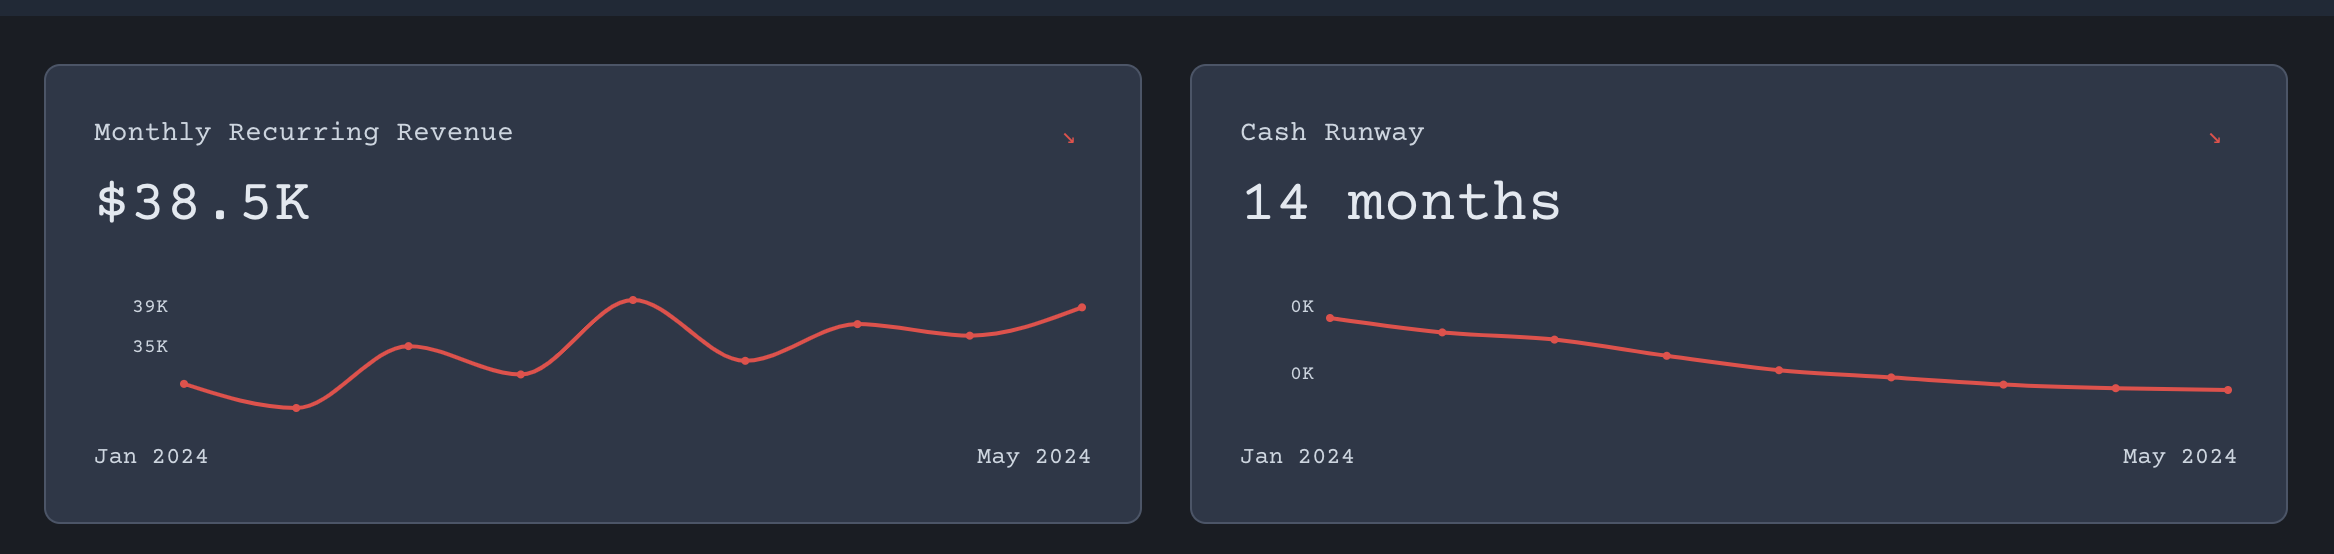 Monthly Recurring Revenue ↘
$38.5K
39K
35K
Jan 2024 May 2024
Cash Runway ↘
14 months
0K
0K
Jan 2024 May 2024